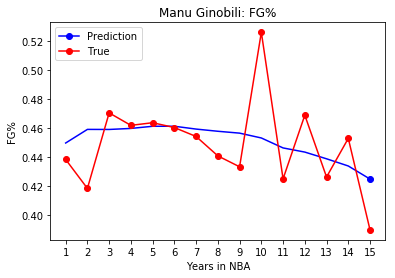 Manu Ginobili: FG%
Prediction
True
FG%
0.52
0.50
0.48
0.46
0.44
0.42
0.40
1 2 3 4 5 6 7 8 9 10 11 12 13 14 15
Years in NBA